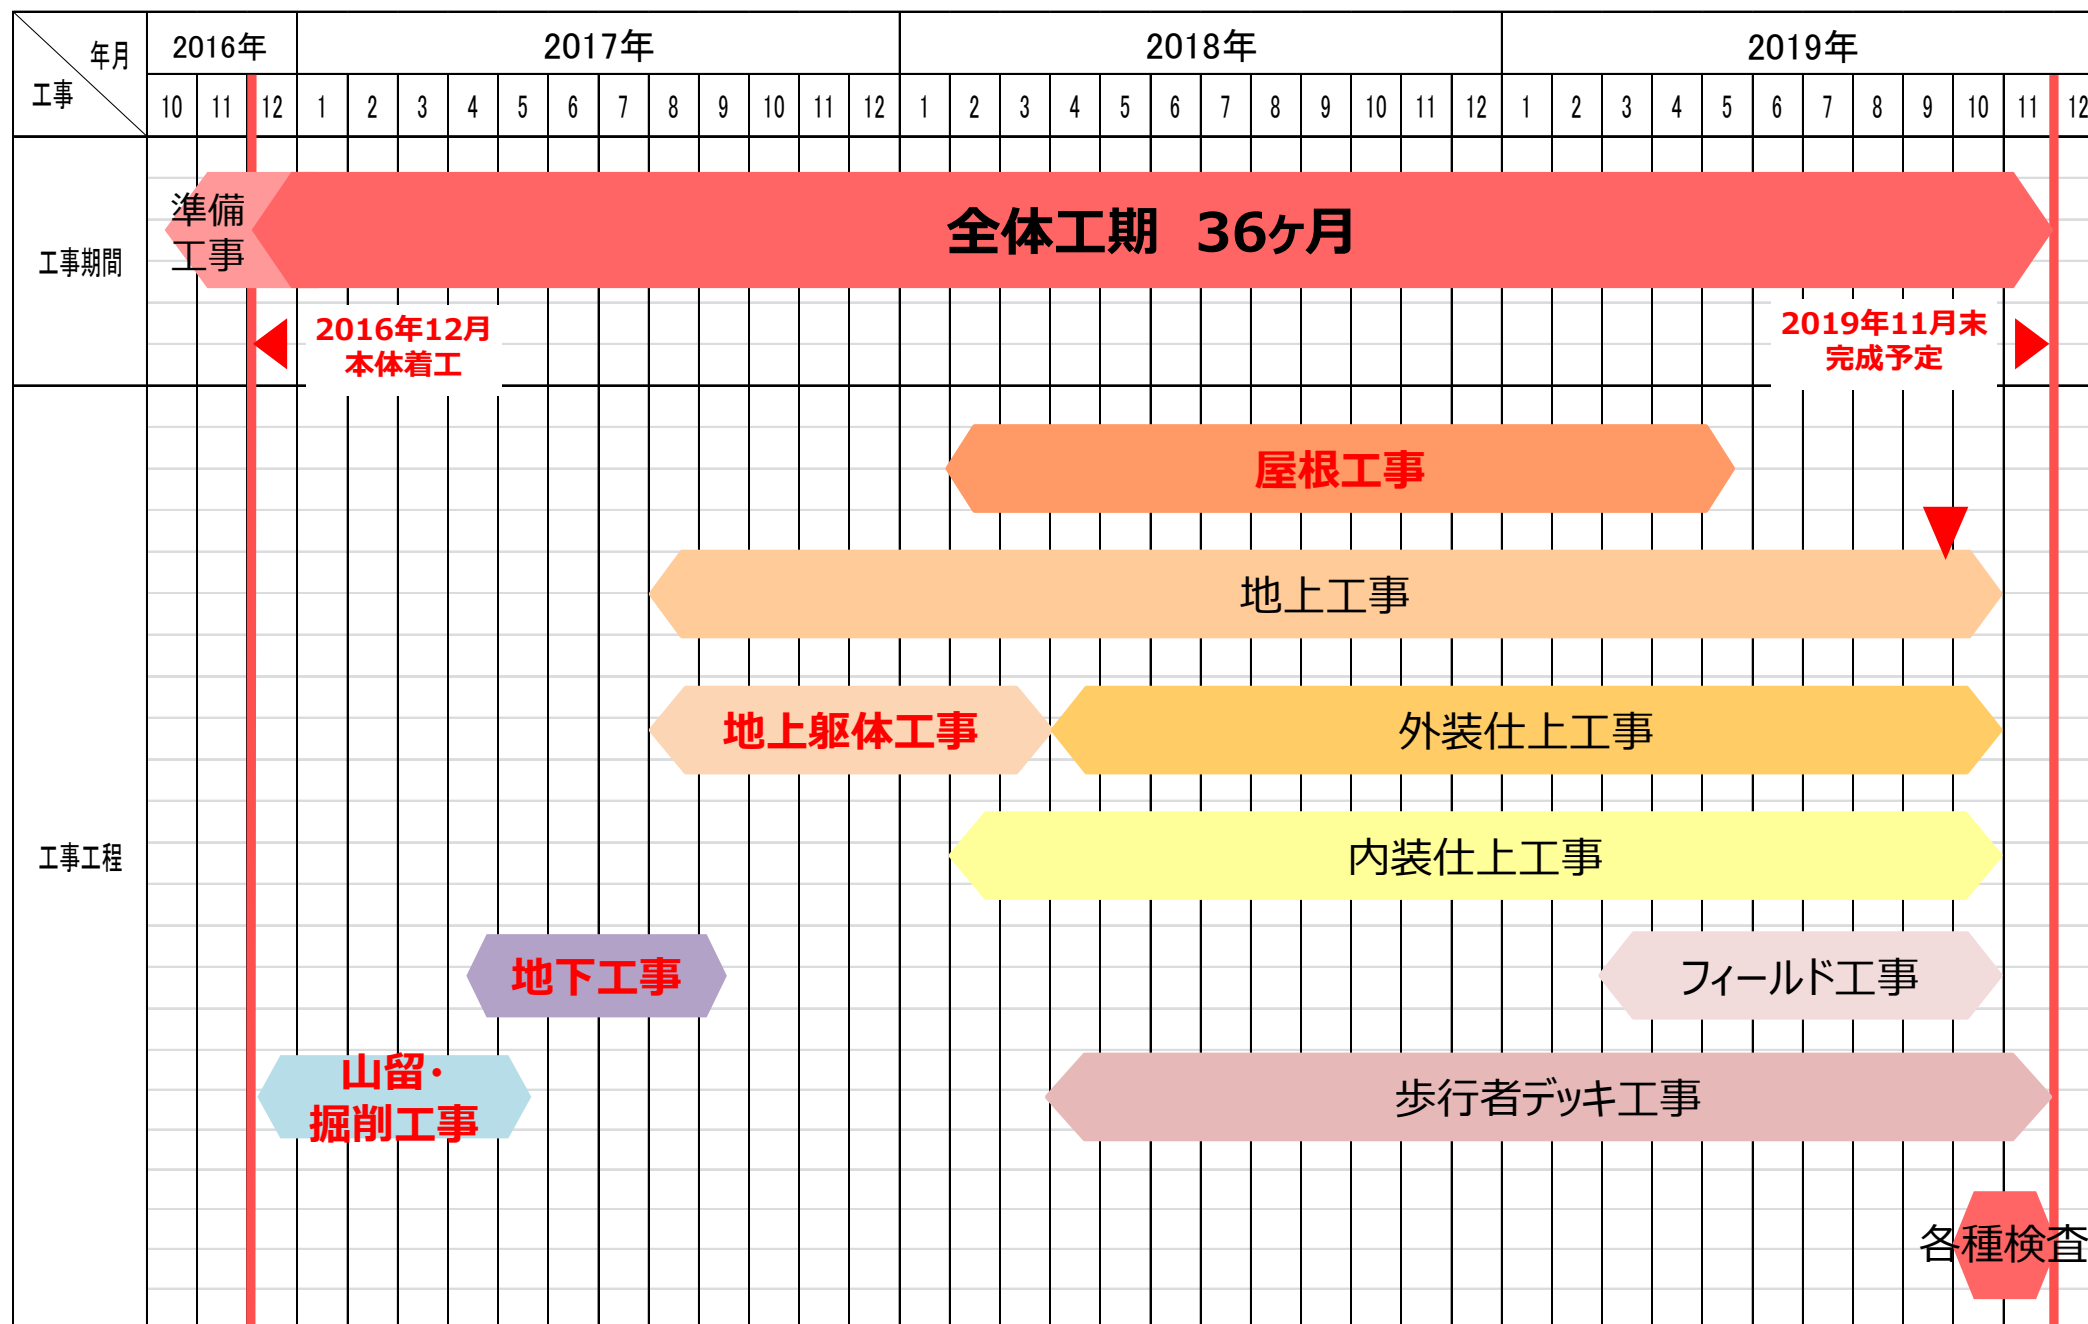 年月
工事
2016年 2017年 2018年 2019年
10 11 12 1 2 3 4 5 6 7 8 9 10 11 12 1 2 3 4 5 6 7 8 9 10 11 12 1 2 3 4 5 6 7 8 9 10 11 12
工事期間
準備
工事
全体工期 36ヶ月
2016年12月
本体着工
2019年11月末
完成予定
工事工程
屋根工事
地上工事
地上躯体工事
外装仕上工事
内装仕上工事
地下工事
フィールド工事
山留・
掘削工事
歩行者デッキ工事
各種検査